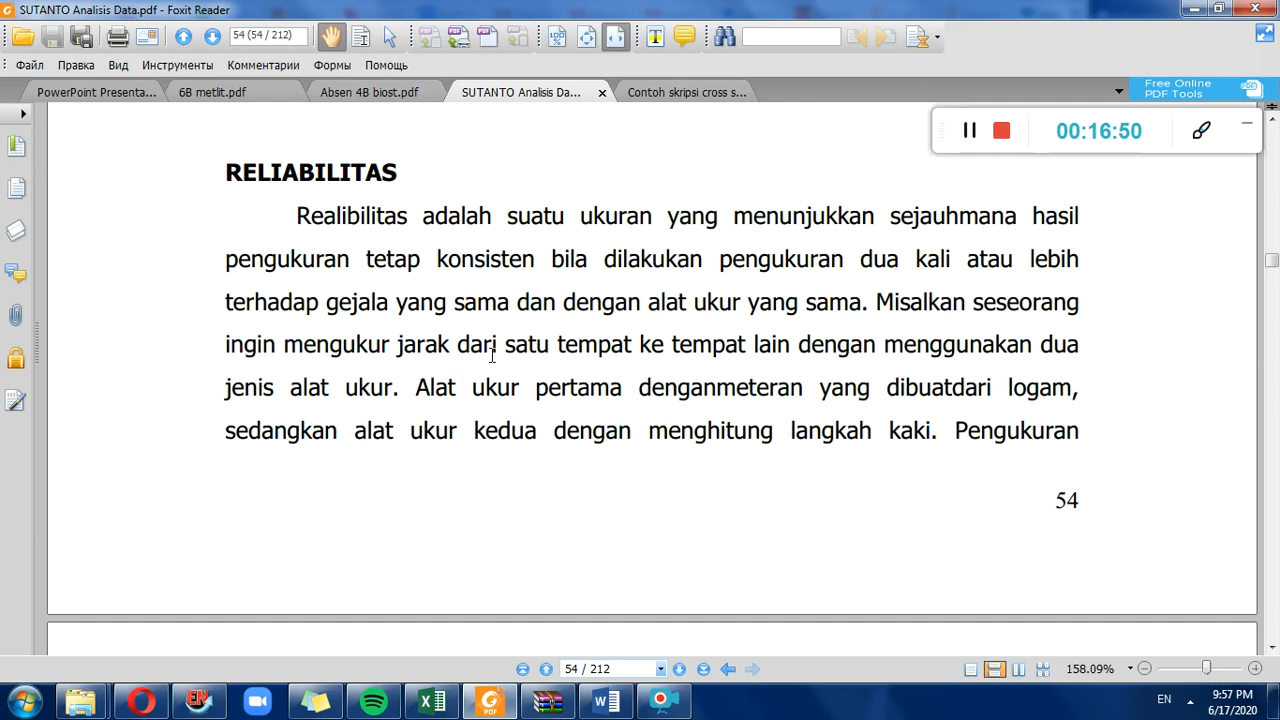 SUTANTO Analisis Data.pdf - Foxit Reader
54 (54 / 212)
Файл Правка Вид Инструменты Комментарии Формы Помощь
PowerPoint Presenta... 6B metlit.pdf Absen 4B biost.pdf SUTANTO Analisis Da... Contoh skripsi cross s...
Free Online
PDF Tools
00:16:50
RELIABILITAS
Realibilitas adalah suatu ukuran yang menunjukkan sejauhmana hasil
pengukuran tetap konsisten bila dilakukan pengukuran dua kali atau lebih
terhadap gejala yang sama dan dengan alat ukur yang sama. Misalkan seseorang
ingin mengukur jarak dari satu tempat ke tempat lain dengan menggunakan dua
jenis alat ukur. Alat ukur pertama denganmeteran yang dibuatdari logam,
sedangkan alat ukur kedua dengan menghitung langkah kaki. Pengukuran
54
54 / 212
158.09%
EN
9:57 PM
6/17/2020